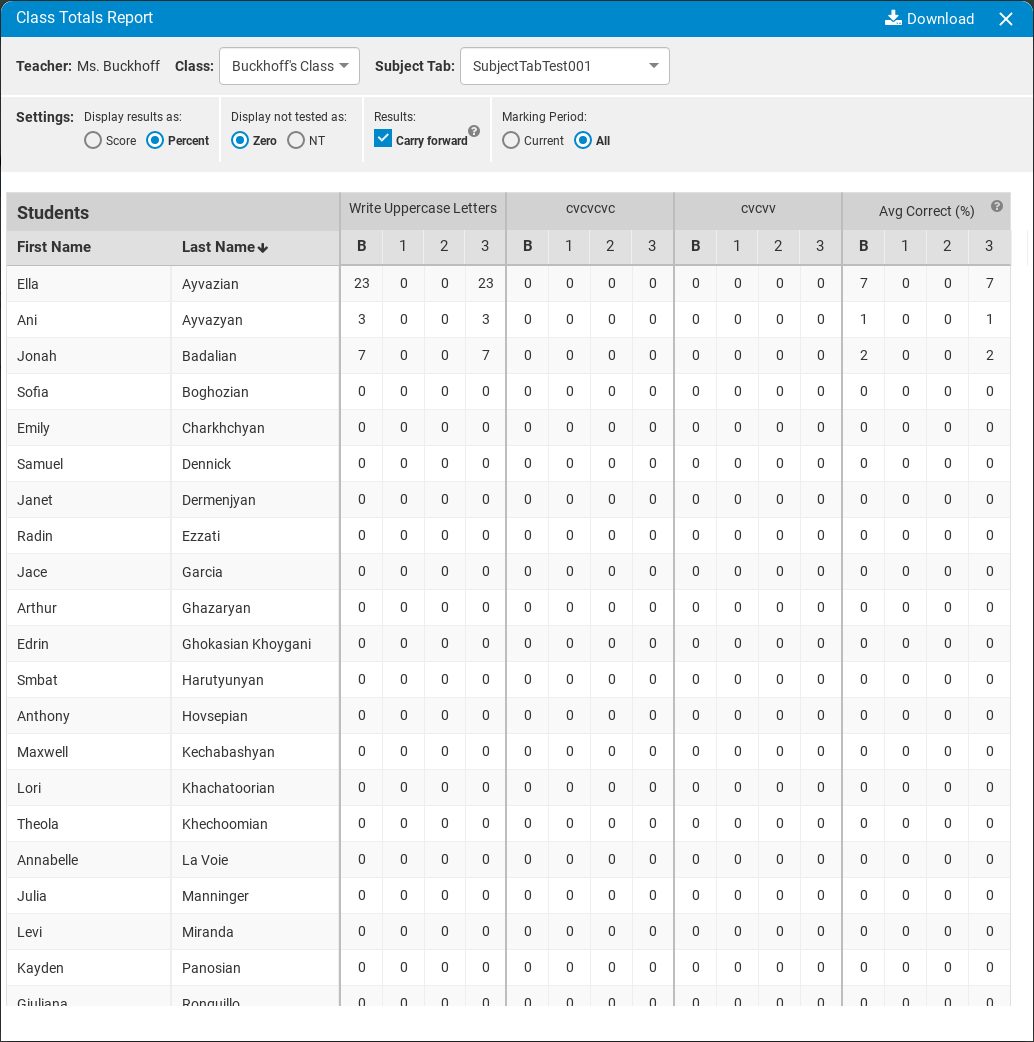 Class Totals Report Download
Teacher: Ms. Buckhoff Class: Buckhoff's Class Subject Tab: SubjectTabTest001
Settings: Display results as: Display not tested as: Results: Marking Period:
Score Percent Zero NT Carry forward ? Current All
Students Write Uppercase Letters cvcvcvc cvcvv Avg Correct (%) ?
First Name Last Name B 1 2 3 B 1 2 3 B 1 2 3 B 1 2 3
Ella Ayvazian 23 0 0 23 0 0 0 0 0 0 0 0 7 0 0 7
Ani Ayvazyan 3 0 0 3 0 0 0 0 0 0 0 0 1 0 0 1
Jonah Badalian 7 0 0 7 0 0 0 0 0 0 0 0 2 0 0 2
Sofia Boghozian 0 0 0 0 0 0 0 0 0 0 0 0 0 0 0 0
Emily Charkhchyan 0 0 0 0 0 0 0 0 0 0 0 0 0 0 0 0
Samuel Dennick 0 0 0 0 0 0 0 0 0 0 0 0 0 0 0 0
Janet Dermenjyan 0 0 0 0 0 0 0 0 0 0 0 0 0 0 0 0
Radin Ezzati 0 0 0 0 0 0 0 0 0 0 0 0 0 0 0 0
Jace Garcia 0 0 0 0 0 0 0 0 0 0 0 0 0 0 0 0
Arthur Ghazaryan 0 0 0 0 0 0 0 0 0 0 0 0 0 0 0 0
Edrin Ghokasian Khoygani 0 0 0 0 0 0 0 0 0 0 0 0 0 0 0 0
Smbat Harutyunyan 0 0 0 0 0 0 0 0 0 0 0 0 0 0 0 0
Anthony Hovsepian 0 0 0 0 0 0 0 0 0 0 0 0 0 0 0 0
Maxwell Kechabashyan 0 0 0 0 0 0 0 0 0 0 0 0 0 0 0 0
Lori Khachatoorian 0 0 0 0 0 0 0 0 0 0 0 0 0 0 0 0
Theola Khechoomian 0 0 0 0 0 0 0 0 0 0 0 0 0 0 0 0
Annabelle La Voie 0 0 0 0 0 0 0 0 0 0 0 0 0 0 0 0
Julia Manninger 0 0 0 0 0 0 0 0 0 0 0 0 0 0 0 0
Levi Miranda 0 0 0 0 0 0 0 0 0 0 0 0 0 0 0 0
Kayden Panosian 0 0 0 0 0 0 0 0 0 0 0 0 0 0 0 0
Giuliana Ronquillo 0 0 0 0 0 0 0 0 0 0 0 0 0 0 0 0